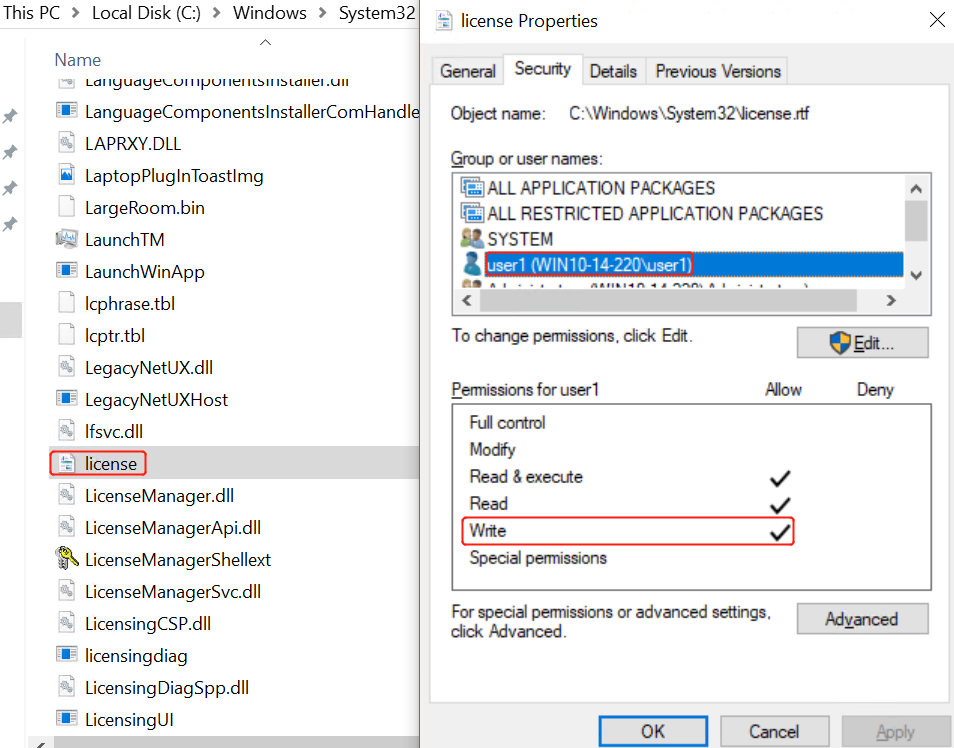 This PC > Local Disk (C:) > Windows > System32
Name
LanguageComponentsInstaller.dll
LanguageComponentsInstallerComHandle
LAPRXY.DLL
LaptopPlugInToastImg
LargeRoom.bin
LaunchTM
LaunchWinApp
lcphrase.tbl
lcptr.tbl
LegacyNetUX.dll
LegacyNetUXHost
lfsvc.dll
license
LicenseManager.dll
LicenseManagerApi.dll
LicenseManagerShellext
LicenseManagerSvc.dll
LicensingCSP.dll
licensingdiag
LicensingDiagSpp.dll
LicensingUI
license Properties
General Security Details Previous Versions
Object name: C:\Windows\System32\license.rtf
Group or user names:
ALL APPLICATION PACKAGES
ALL RESTRICTED APPLICATION PACKAGES
SYSTEM
user1 (WIN10-14-220\user1)
Administrators (WIN10-14-220\Administrators)
To change permissions, click Edit.
Edit...
Permissions for user1 Allow Deny
Full control
Modify
Read & execute
Read
Write
Special permissions
For special permissions or advanced settings,
click Advanced.
Advanced
OK Cancel Apply